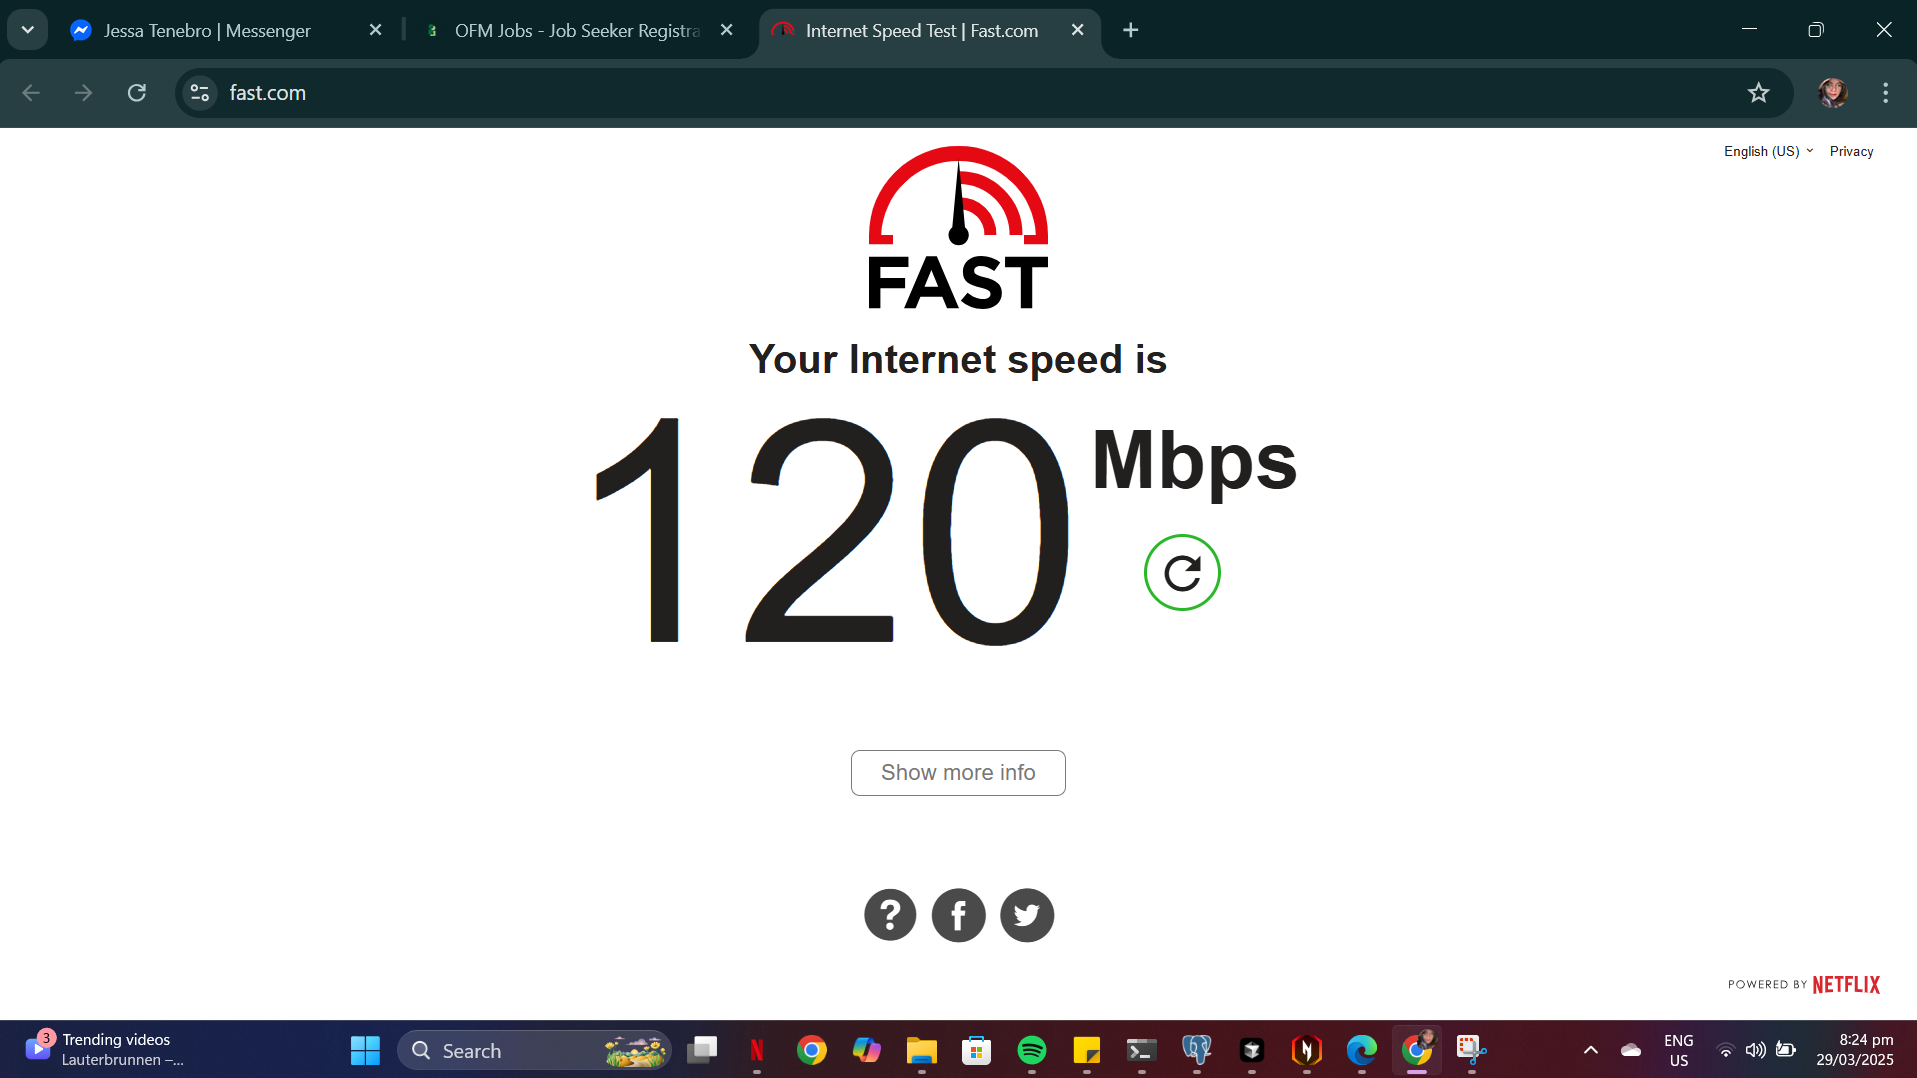 Jessa Tenebro | Messenger
OFM Jobs - Job Seeker Registra
Internet Speed Test | Fast.com
fast.com
English (US)
Privacy
FAST
Your Internet speed is
120 Mbps
Show more info
?
f
POWERED BY NETFLIX
3
Trending videos
Lauterbrunnen –...
Search
N
N
ENG
US
8:24 pm
29/03/2025